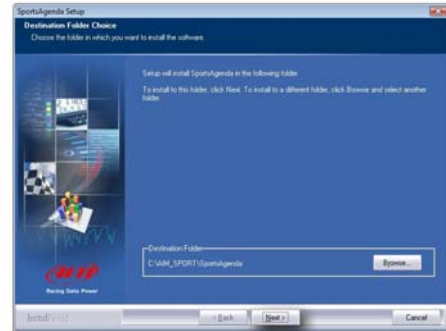 SportsAgenda Setup
Destination Folder Choice
Choose the folder in which you want to install the software.
Setup will install SportsAgenda in the following folder
To install to this folder, click Next. To install to a different folder, click Browse and select another
folder.
Destination Folder
C:\AIM_SPORT\SportsAgenda
Browse...
Racing Data Power
< Back
Next >
Cancel